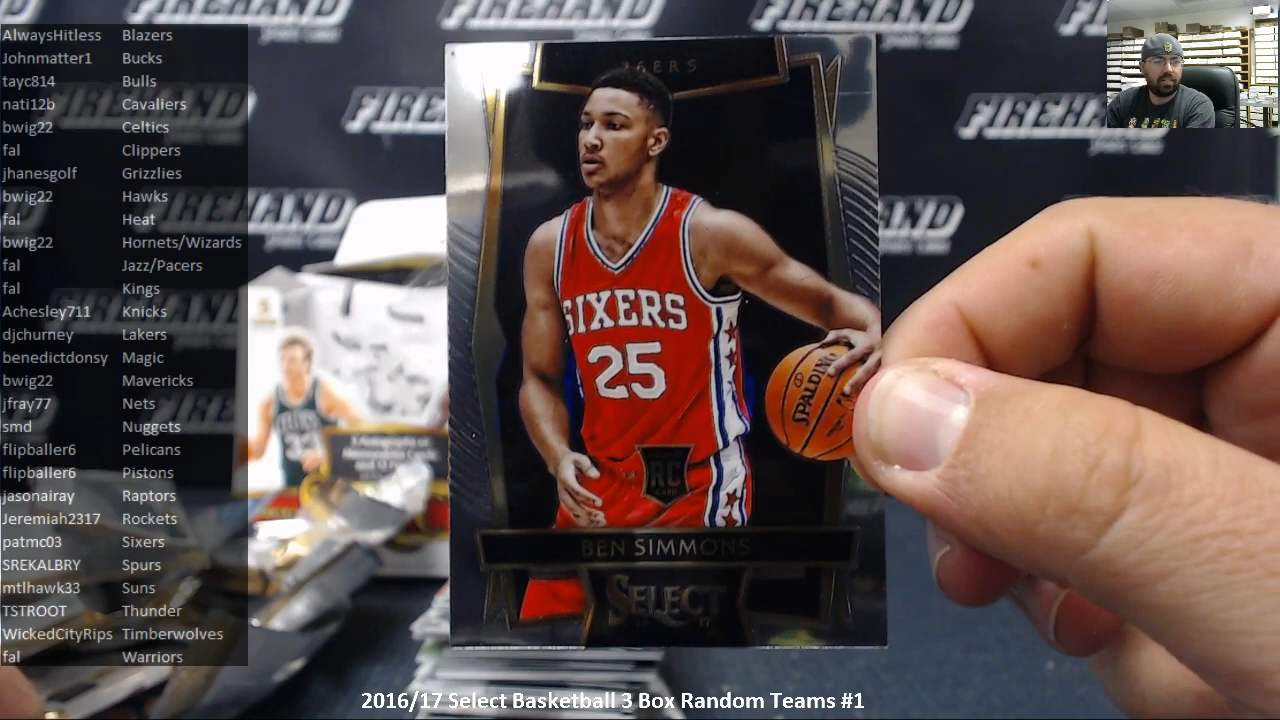 AlwaysHitless Blazers
Johnmatter1 Bucks
tayc814 Bulls
nati12b Cavaliers
bwig22 Celtics
fal Clippers
jhanesgolf Grizzlies
bwig22 Hawks
fal Heat
bwig22 Hornets/Wizards
fal Jazz/Pacers
fal Kings
Achesley711 Knicks
djchurney Lakers
benedictdonsy Magic
bwig22 Mavericks
jfray77 Nets
smd Nuggets
flipballer6 Pelicans
flipballer6 Pistons
jasonairay Raptors
Jeremiah2317 Rockets
patmc03 Sixers
SREKALBRY Spurs
mtlhawk33 Suns
TSTROOT Thunder
WickedCityRips Timberwolves
fal Warriors
FIREHAND
76ERS
SIXERS
25
SPALDING
RC
BEN SIMMONS
SELECT
33
2016/17 Select Basketball 3 Box Random Teams #1